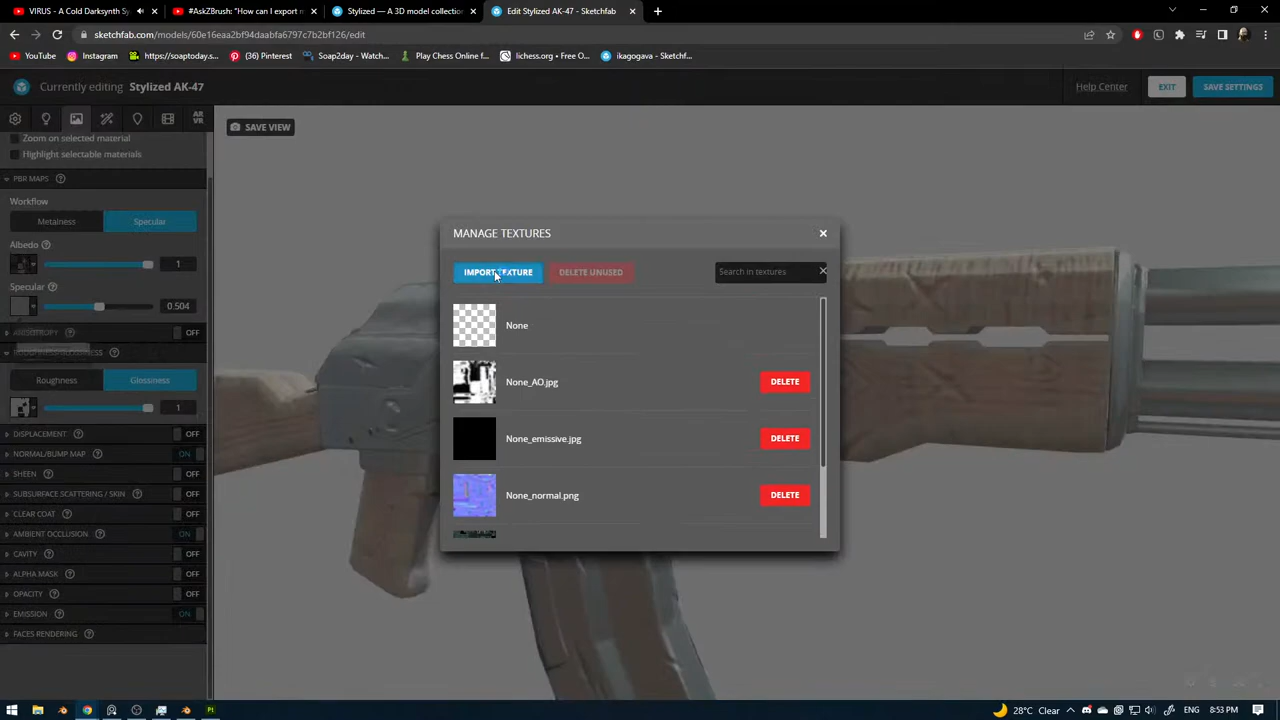 VIRUS - A Cold Darksynth Sy
#AskZBrush: "How can I export m
Stylized — A 3D model collection
Edit Stylized AK-47 - Sketchfab
sketchfab.com/models/60e16eaa2bf94daabfa6797c7b2bf126/edit
YouTube
Instagram
https://soaptoday....
(36) Pinterest
Soap2day - Watch...
Play Chess Online f...
lichess.org • Free O...
ikagogava - Sketchf...
Currently editing Stylized AK-47
Help Center
EXIT
SAVE SETTINGS
AR VR
SAVE VIEW
Zoom on selected material
Highlight selectable materials
PBR MAPS
Workflow
Metalness
Specular
Albedo
1
Specular
0.504
ANISOTROPY OFF
Roughness
Glossiness
1
DISPLACEMENT OFF
NORMAL/BUMP MAP ON
SHEEN OFF
SUBSURFACE SCATTERING / SKIN OFF
CLEAR COAT OFF
AMBIENT OCCLUSION ON
CAVITY OFF
ALPHA MASK OFF
OPACITY OFF
EMISSION ON
FACES RENDERING
MANAGE TEXTURES
IMPORT TEXTURE
DELETE UNUSED
Search in textures
None
None_AO.jpg
DELETE
None_emissive.jpg
DELETE
None_normal.png
DELETE
28°C Clear
ENG
8:53 PM